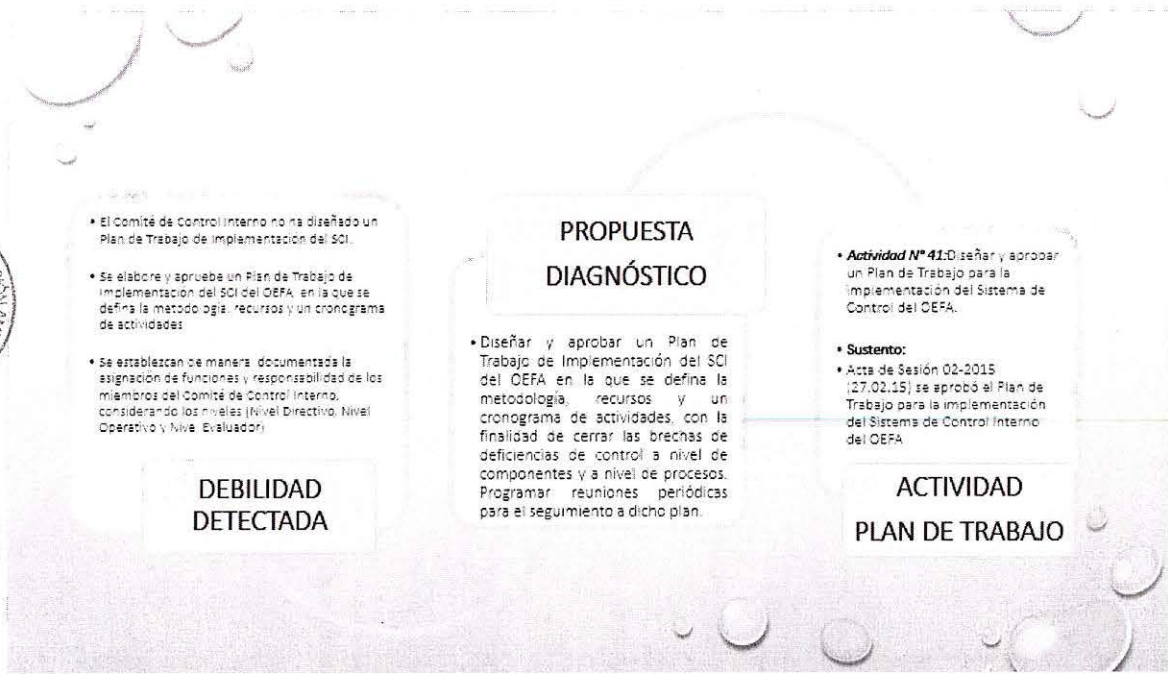 • El Comité de Control Interno no ha diseñado un
Plan de Trabajo de Implementación del SCI.
• Se elabore y apruebe un Plan de Trabajo de
Implementación del SCI del OEFA, en la que se
defina la metodología, recursos y un cronograma
de actividades
• Se establezcan de manera documentada la
asignación de funciones y responsabilidad de los
miembros del Comité de Control Interno,
considerando los niveles (Nivel Directivo, Nivel
Operativo y Nivel Evaluador)
DEBILIDAD
DETECTADA
PROPUESTA
DIAGNÓSTICO
• Diseñar y aprobar un Plan de
Trabajo de Implementación del SCI
del OEFA en la que se defina la
metodología, recursos y un
cronograma de actividades, con la
finalidad de cerrar las brechas de
deficiencias de control a nivel de
componentes y a nivel de procesos.
Programar reuniones periódicas
para el seguimiento a dicho plan.
• Actividad N° 41:Diseñar y aprobar
un Plan de Trabajo para la
implementación del Sistema de
Control del OEFA.
• Sustento:
• Acta de Sesión 02-2015
(27.02.15) se aprobó el Plan de
Trabajo para la implementación
del Sistema de Control Interno
del OEFA
ACTIVIDAD
PLAN DE TRABAJO